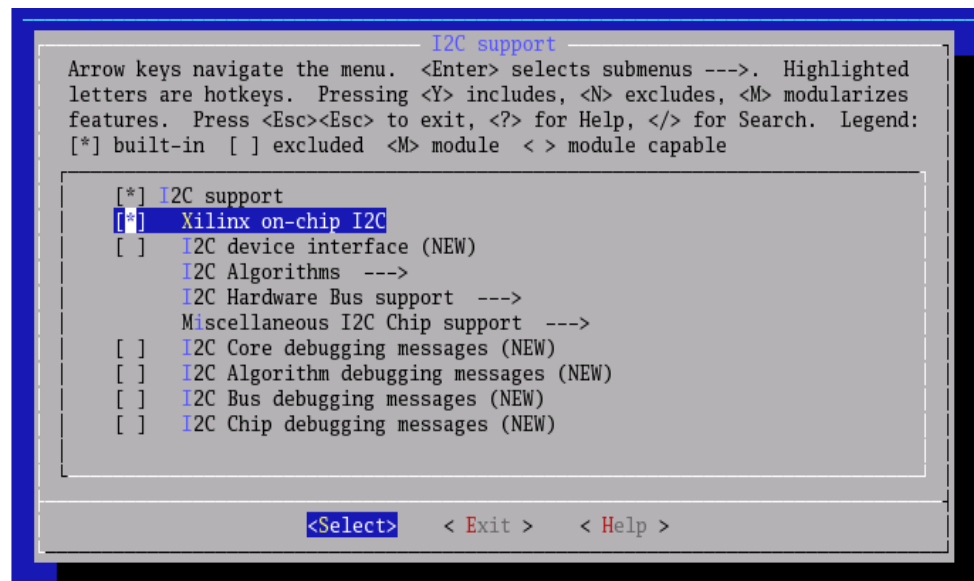 I2C support
Arrow keys navigate the menu.  <Enter> selects submenus --->.  Highlighted
letters are hotkeys.  Pressing <Y> includes, <N> excludes, <M> modularizes
features.  Press <Esc><Esc> to exit, <?> for Help, </> for Search.  Legend:
[*] built-in  [ ] excluded  <M> module  < > module capable
[*] I2C support
[*]   Xilinx on-chip I2C
[ ]   I2C device interface (NEW)
I2C Algorithms  --->
I2C Hardware Bus support  --->
Miscellaneous I2C Chip support  --->
[ ]   I2C Core debugging messages (NEW)
[ ]   I2C Algorithm debugging messages (NEW)
[ ]   I2C Bus debugging messages (NEW)
[ ]   I2C Chip debugging messages (NEW)
<Select>    < Exit >    < Help >